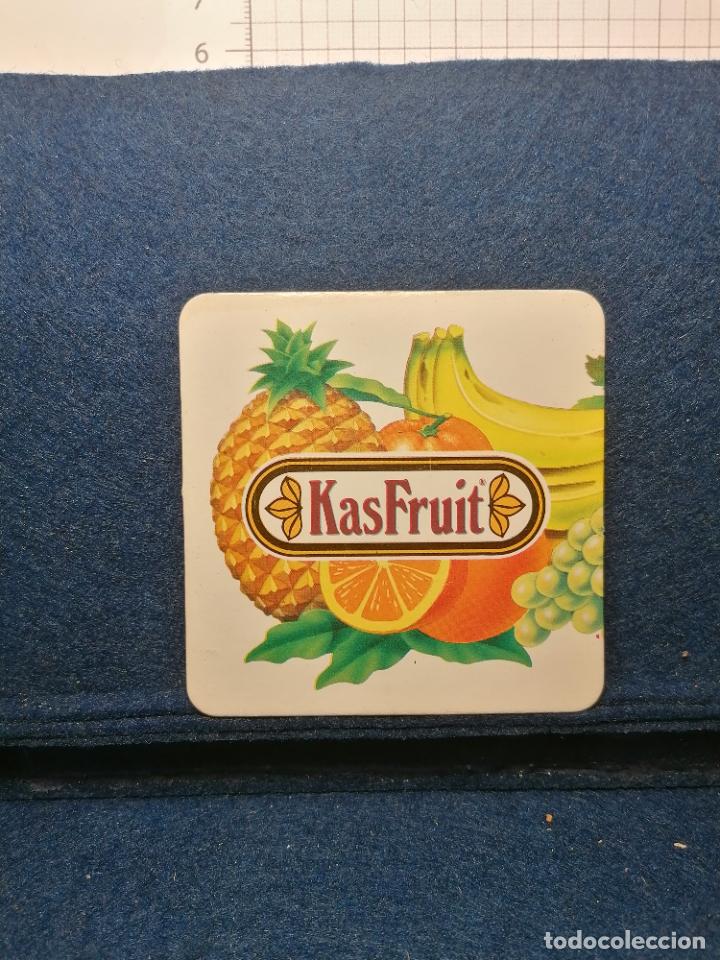 7
6
KasFruit®
todocoleccion